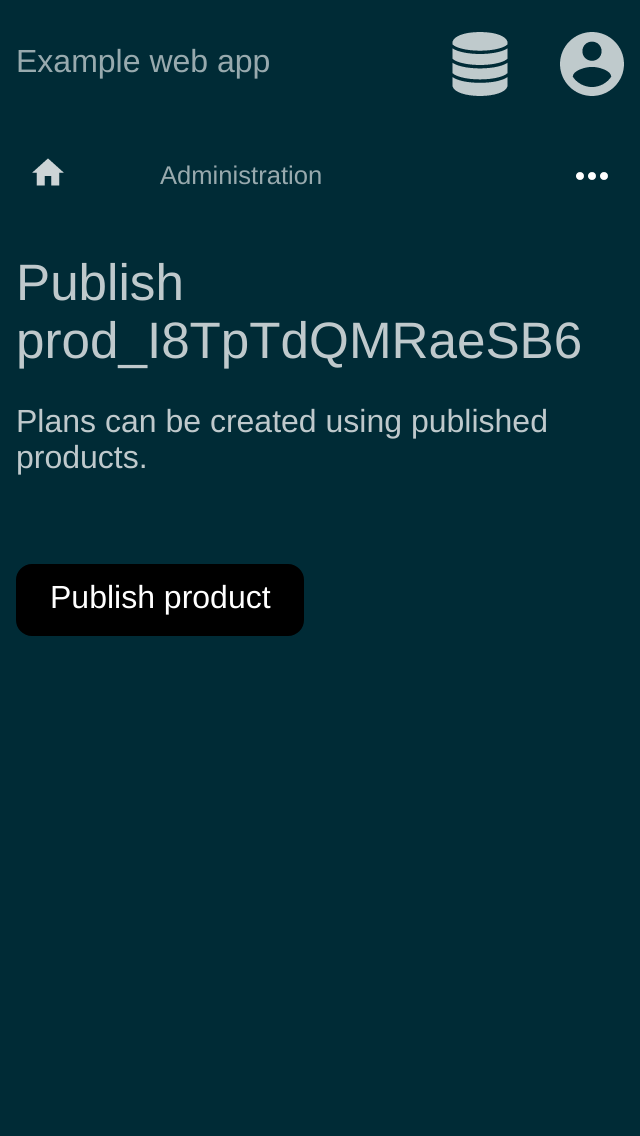 Example web app
Administration
Publish
prod_I8TpTdQMRaeSB6
Plans can be created using published
products.
Publish product